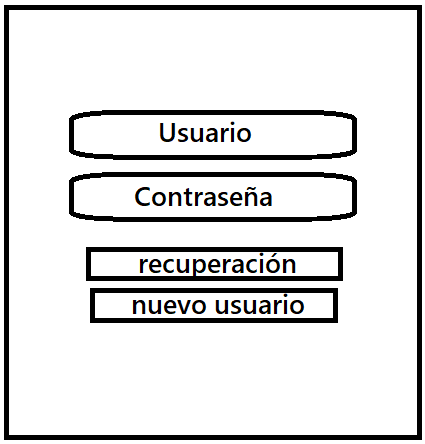 Usuario
Contraseña
recuperación
nuevo usuario